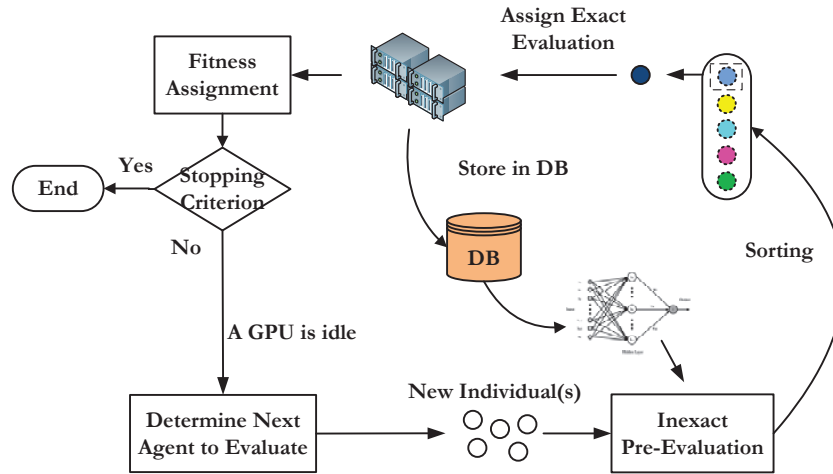 Assign Exact
Evaluation
Fitness
Assignment
Yes
Stopping
Criterion
End
No
Store in DB
DB
Sorting
A GPU is idle
New Individual(s)
Determine Next
Agent to Evaluate
Inexact
Pre-Evaluation